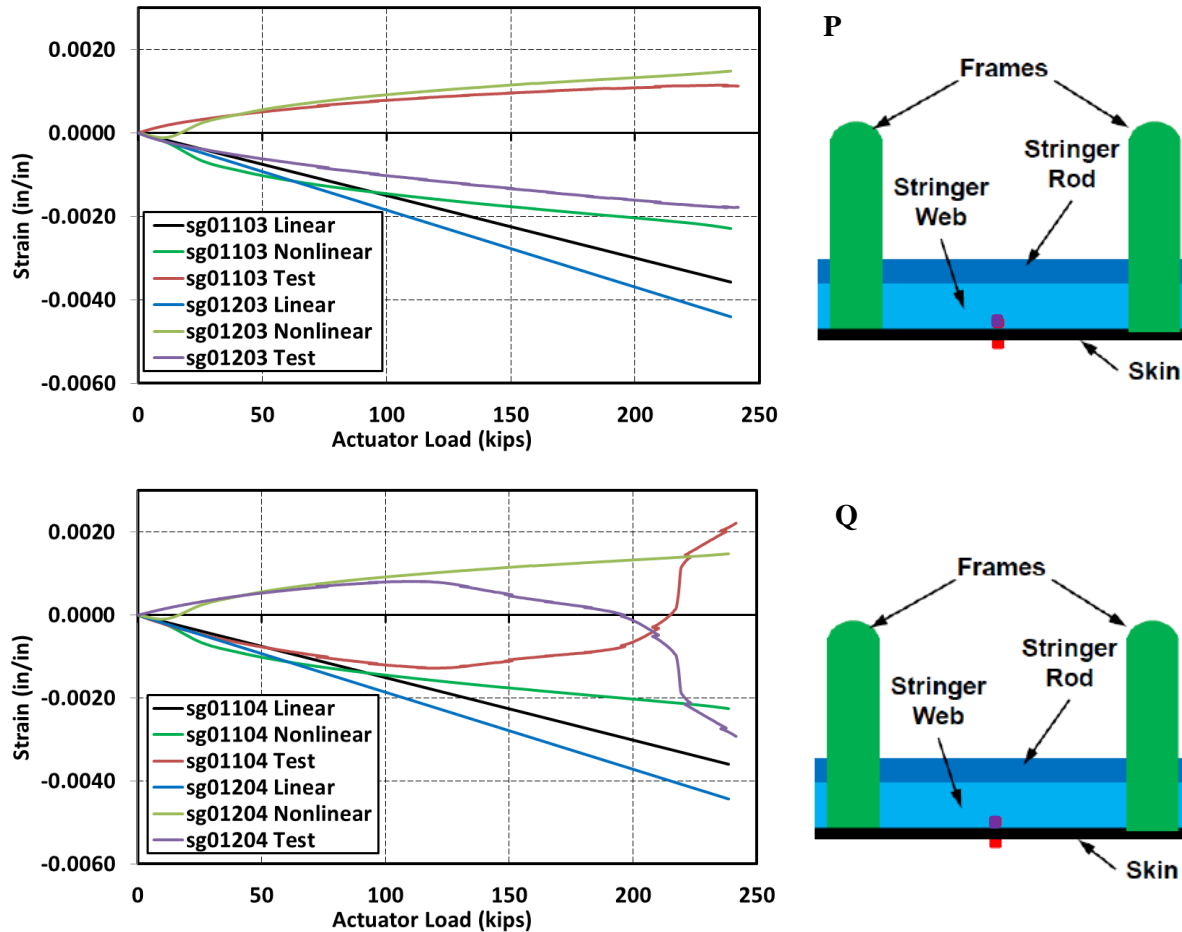 0.0020
0.0000
-0.0020
-0.0040
-0.0060
Strain (in/in)
sg01103 Linear
sg01103 Nonlinear
sg01103 Test
sg01203 Linear
sg01203 Nonlinear
sg01203 Test
0 50 100 150 200 250
Actuator Load (kips)
P
Frames
Stringer
Rod
Stringer
Web
Skin
0.0020
0.0000
-0.0020
-0.0040
-0.0060
Strain (in/in)
sg01104 Linear
sg01104 Nonlinear
sg01104 Test
sg01204 Linear
sg01204 Nonlinear
sg01204 Test
0 50 100 150 200 250
Actuator Load (kips)
Q
Frames
Stringer
Rod
Stringer
Web
Skin